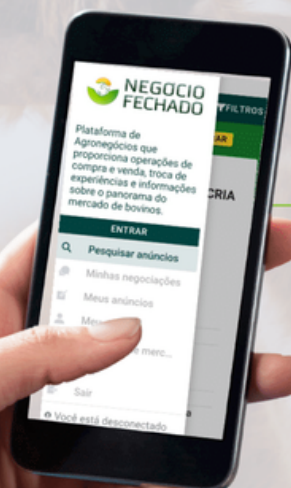 NEGÓCIO
FECHADO
Plataforma de
Agronegócios que
proporciona operações de
compra e venda, troca de
experiências e informações
sobre o panorama do
mercado de bovinos.
ENTRAR
Pesquisar anúncios
Minhas negociações
Meus anúncios
Sair
Você está desconectado
FILTROS
CRIA